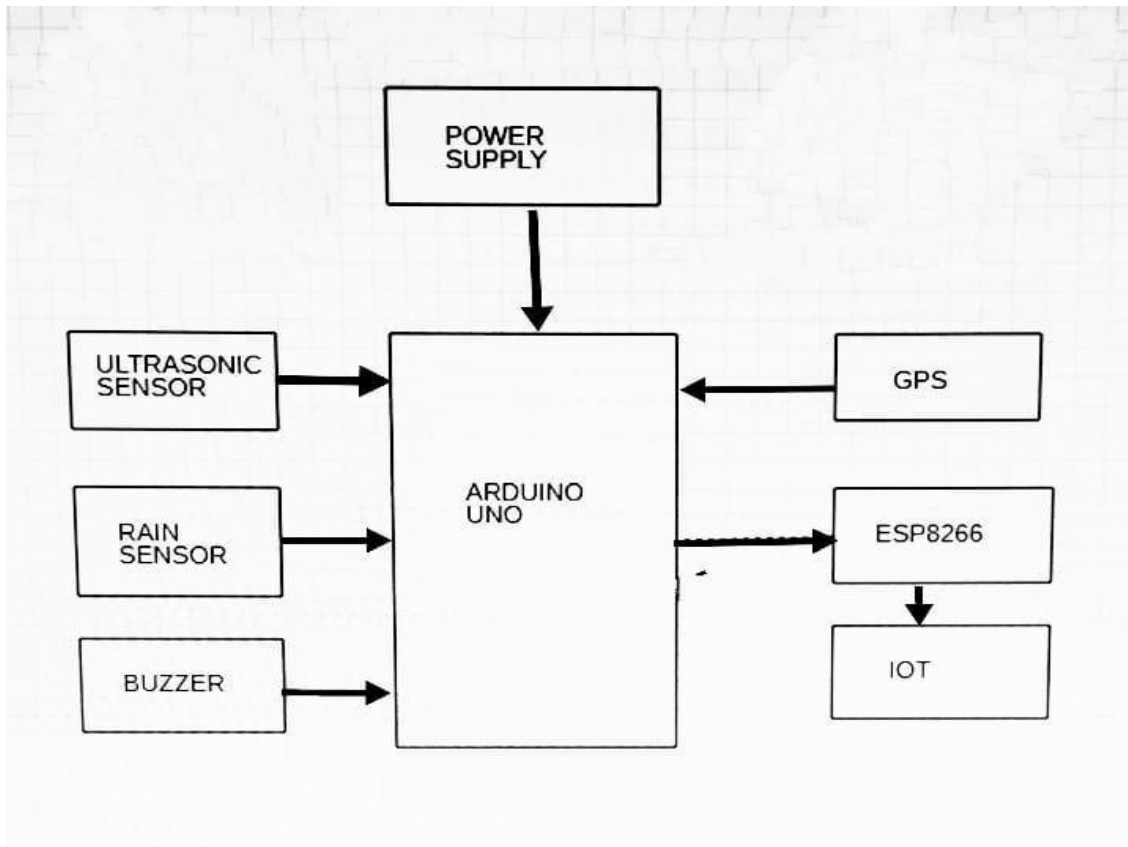 POWER
SUPPLY
ULTRASONIC
SENSOR
GPS
ARDUINO
UNO
RAIN
SENSOR
ESP8266
BUZZER
IOT